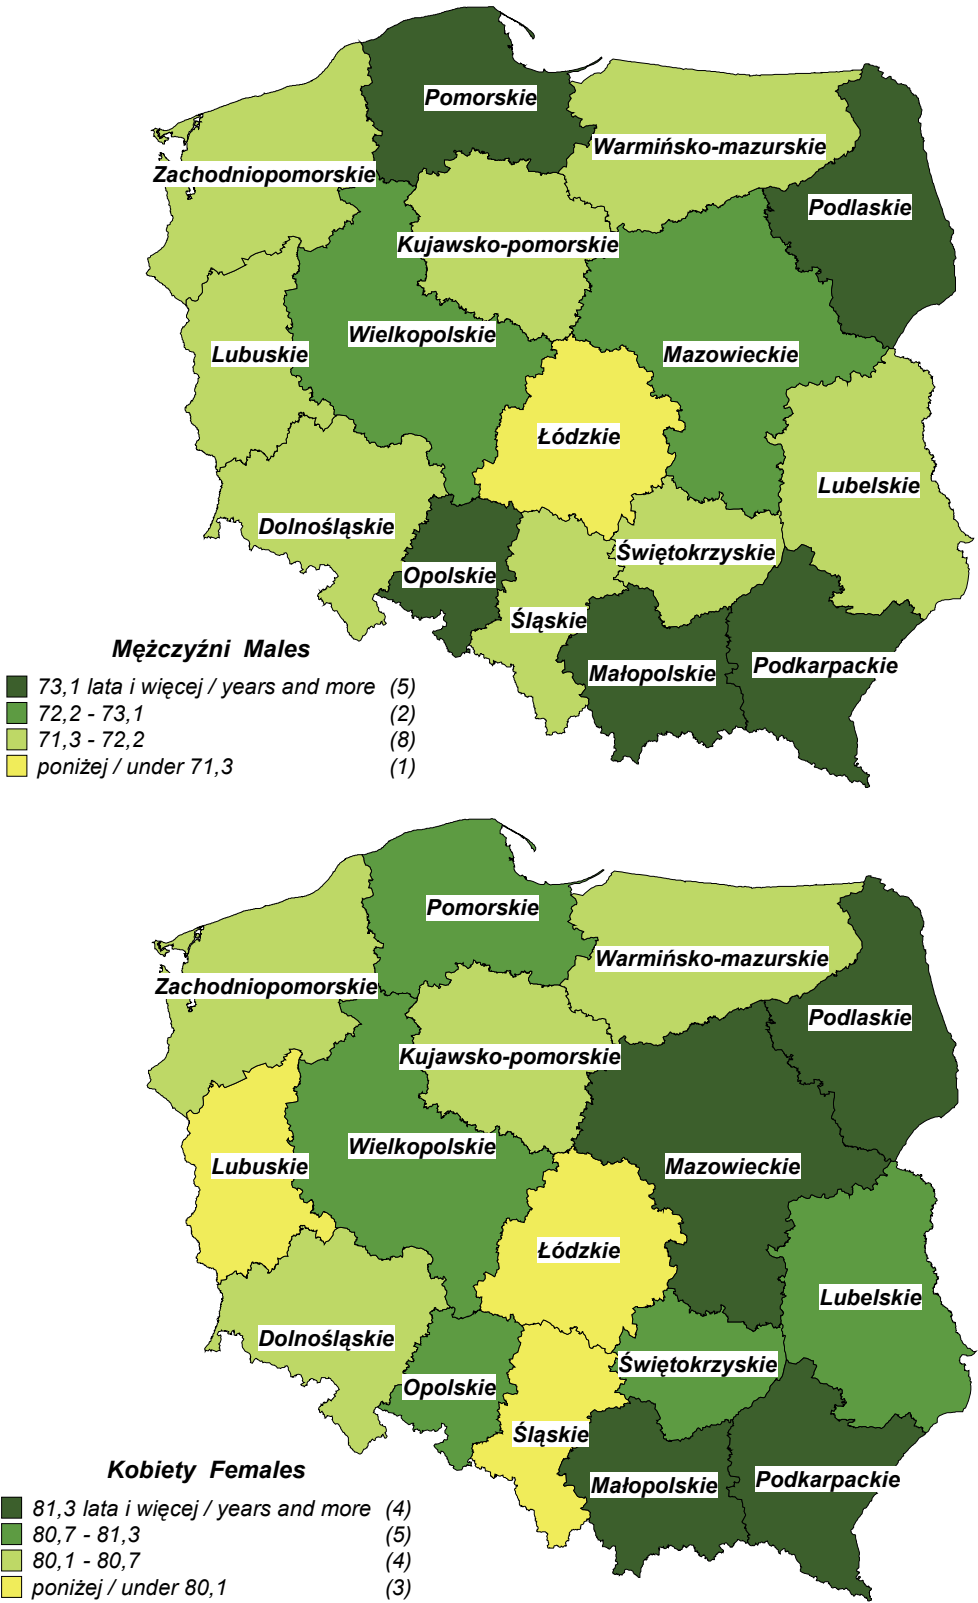 Pomorskie
Warmińsko-mazurskie
Zachodniopomorskie
Podlaskie
Kujawsko-pomorskie
Wielkopolskie
Lubuskie
Mazowieckie
Łódzkie
Lubelskie
Dolnośląskie
Świętokrzyskie
Opolskie
Śląskie
Podkarpackie
Małopolskie
Mężczyźni Males
73,1 lata i więcej / years and more (5)
72,2 - 73,1 (2)
71,3 - 72,2 (8)
poniżej / under 71,3 (1)
Pomorskie
Warmińsko-mazurskie
Zachodniopomorskie
Podlaskie
Kujawsko-pomorskie
Wielkopolskie
Lubuskie
Mazowieckie
Łódzkie
Lubelskie
Dolnośląskie
Świętokrzyskie
Opolskie
Śląskie
Podkarpackie
Małopolskie
Kobiety Females
81,3 lata i więcej / years and more (4)
80,7 - 81,3 (5)
80,1 - 80,7 (4)
poniżej / under 80,1 (3)